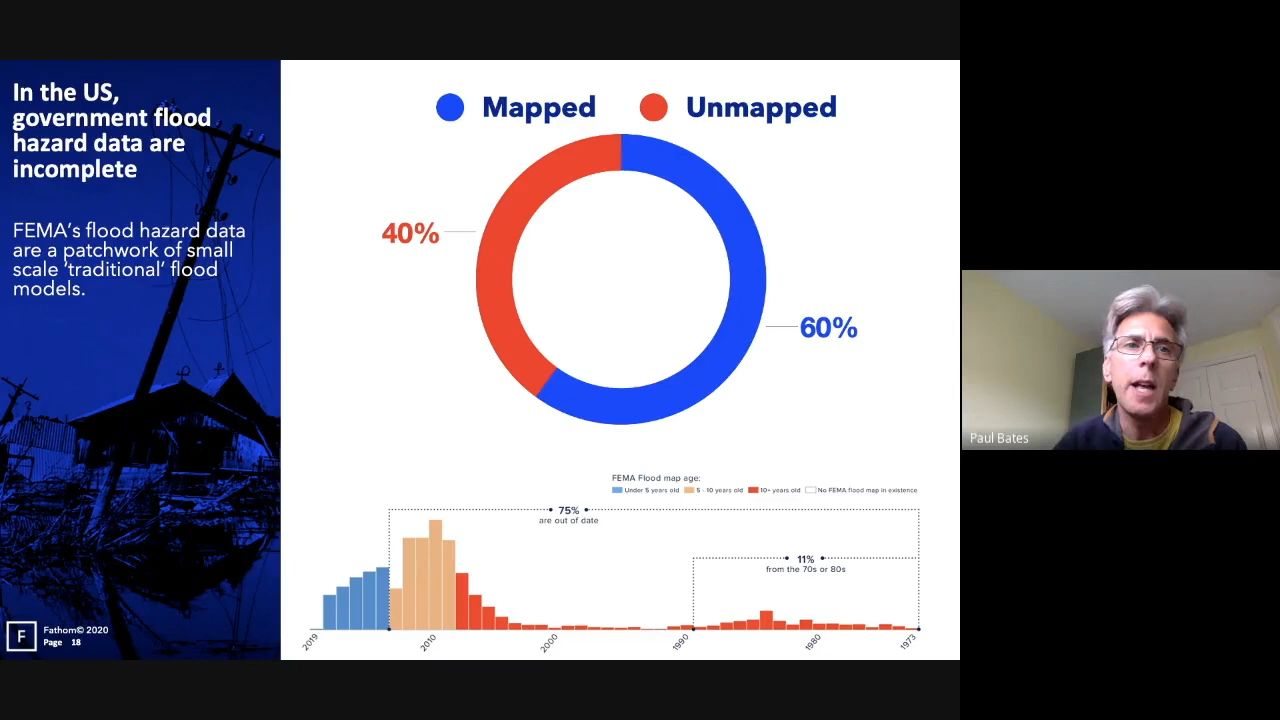 In the US,
government flood
hazard data are
incomplete
FEMA's flood hazard data
are a patchwork of small
scale 'traditional' flood
models.
F
Fathom© 2020
Page 18
Mapped
Unmapped
40%
60%
FEMA Flood map age:
Under 5 years old
5 - 10 years old
10+ years old
No FEMA flood map in existence
75%
are out of date
11%
from the 70s or 80s
2019
2010
2000
1990
1980
1973
Paul Bates